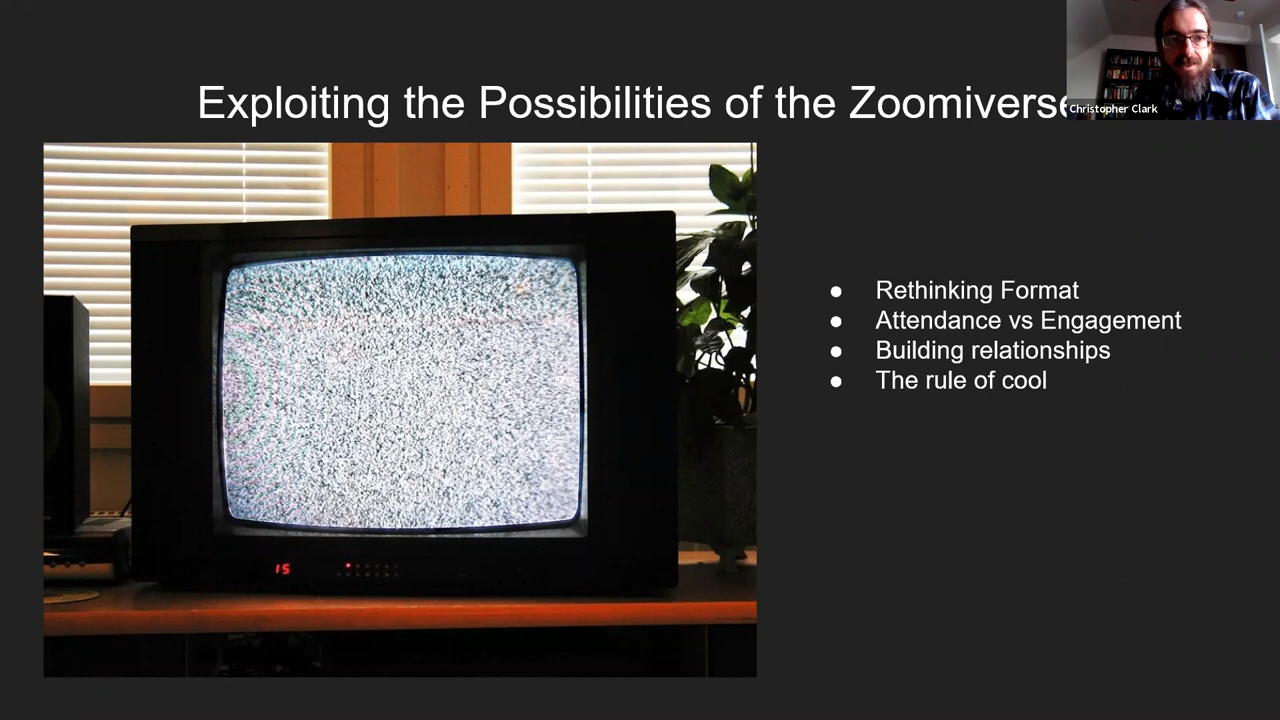 Exploiting the Possibilities of the Zoomiverse
Christopher Clark
Rethinking Format
Attendance vs Engagement
Building relationships
The rule of cool
15